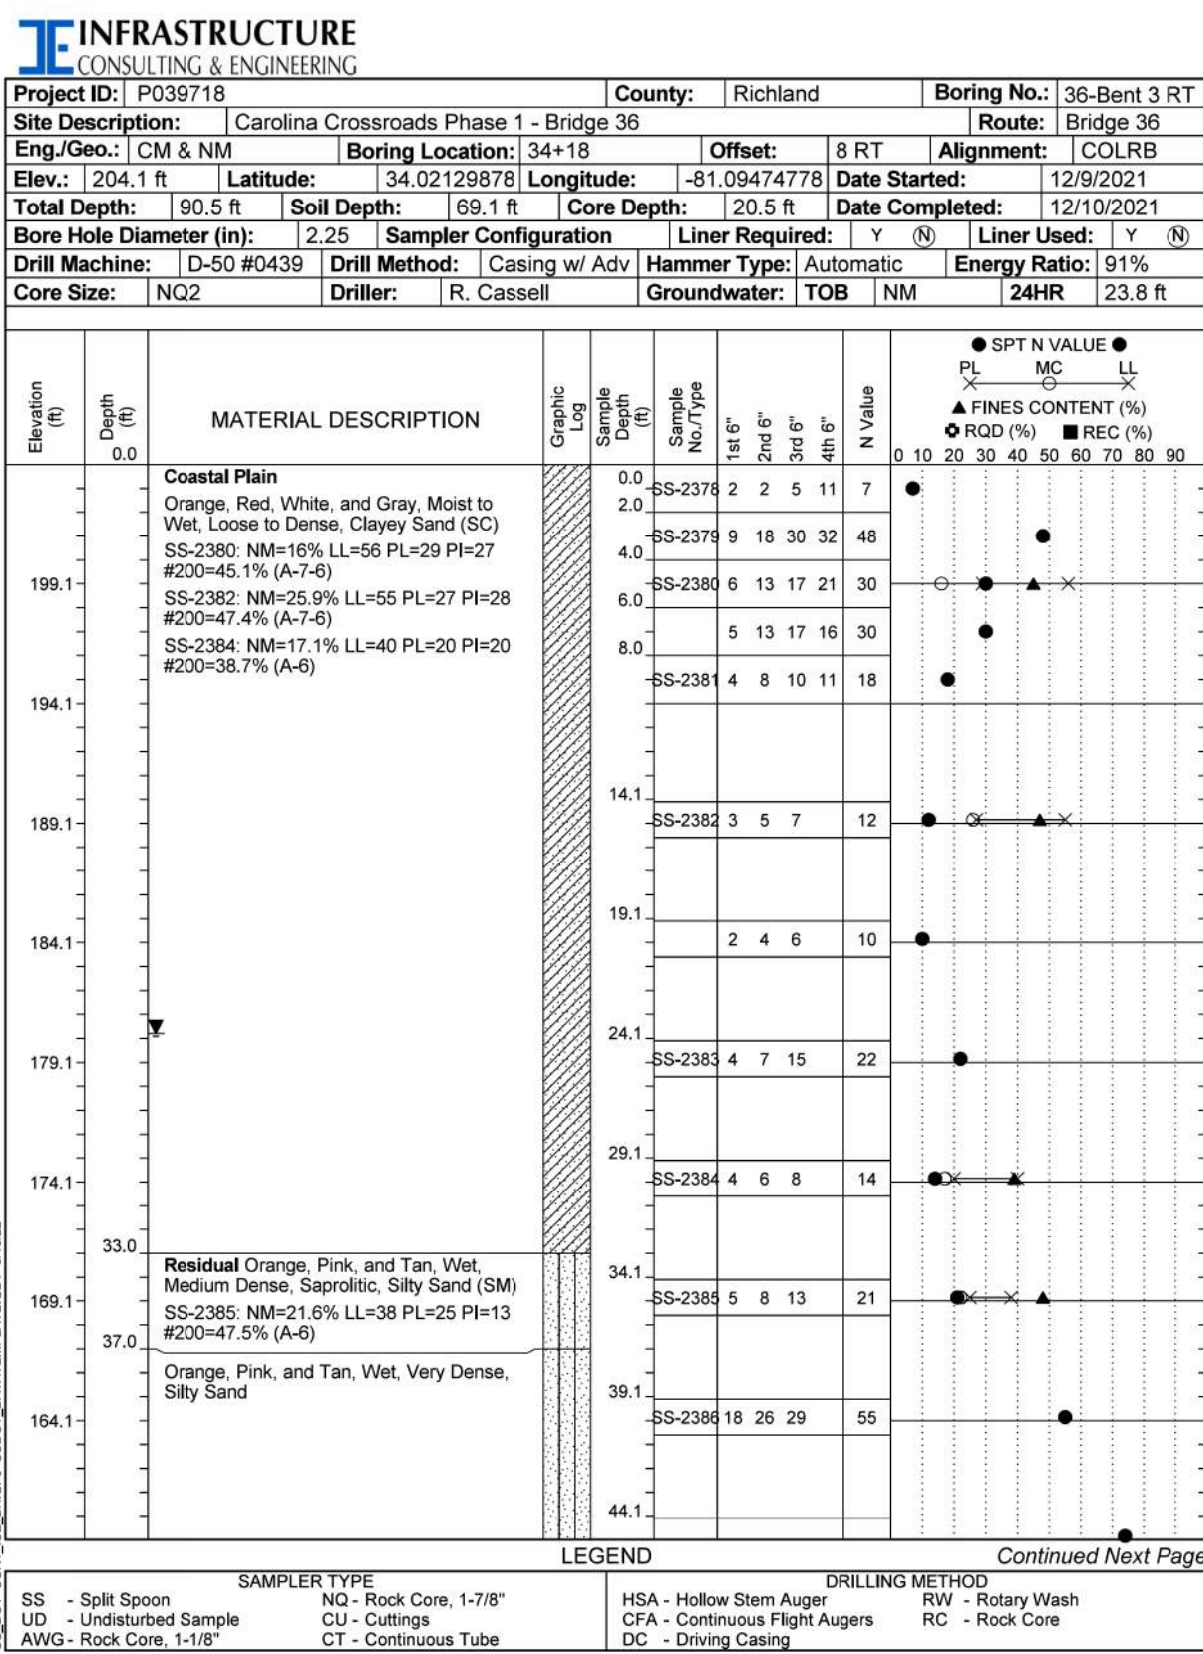 INFRASTRUCTURE
CONSULTING & ENGINEERING
Project ID: P039718 County: Richland Boring No.: 36-Bent 3 RT
Site Description: Carolina Crossroads Phase 1 - Bridge 36 Route: Bridge 36
Eng./Geo.: CM & NM Boring Location: 34+18 Offset: 8 RT Alignment: COLRB
Elev.: 204.1 ft Latitude: 34.02129878 Longitude: -81.09474778 Date Started: 12/9/2021
Total Depth: 90.5 ft Soil Depth: 69.1 ft Core Depth: 20.5 ft Date Completed: 12/10/2021
Bore Hole Diameter (in): 2.25 Sampler Configuration Liner Required: Y N Liner Used: Y N
Drill Machine: D-50 #0439 Drill Method: Casing w/ Adv Hammer Type: Automatic Energy Ratio: 91%
Core Size: NQ2 Driller: R. Cassell Groundwater: TOB NM 24HR 23.8 ft
Elevation (ft)
Depth (ft)
0.0
MATERIAL DESCRIPTION
Graphic Log
Sample Depth (ft)
Sample No./Type
1st 6"
2nd 6"
3rd 6"
4th 6"
N Value
SPT N VALUE
PL MC LL
FINES CONTENT (%)
RQD (%) REC (%)
0 10 20 30 40 50 60 70 80 90
Coastal Plain
Orange, Red, White, and Gray, Moist to
Wet, Loose to Dense, Clayey Sand (SC)
SS-2380: NM=16% LL=56 PL=29 PI=27
#200=45.1% (A-7-6)
SS-2382: NM=25.9% LL=55 PL=27 PI=28
#200=47.4% (A-7-6)
SS-2384: NM=17.1% LL=40 PL=20 PI=20
#200=38.7% (A-6)
0.0
SS-2378 2 2 5 11 7
2.0
SS-2379 9 18 30 32 48
4.0
199.1
SS-2380 6 13 17 21 30
6.0
5 13 17 16 30
8.0
SS-2381 4 8 10 11 18
194.1
14.1
189.1
SS-2382 3 5 7 12
19.1
184.1
2 4 6 10
24.1
179.1
SS-2383 4 7 15 22
29.1
174.1
SS-2384 4 6 8 14
33.0
Residual Orange, Pink, and Tan, Wet,
Medium Dense, Saprolitic, Silty Sand (SM)
SS-2385: NM=21.6% LL=38 PL=25 PI=13
#200=47.5% (A-6)
34.1
169.1
SS-2385 5 8 13 21
37.0
Orange, Pink, and Tan, Wet, Very Dense,
Silty Sand
39.1
164.1
SS-2386 18 26 29 55
44.1
LEGEND
Continued Next Page
SAMPLER TYPE
SS - Split Spoon NQ - Rock Core, 1-7/8"
UD - Undisturbed Sample CU - Cuttings
AWG - Rock Core, 1-1/8" CT - Continuous Tube
DRILLING METHOD
HSA - Hollow Stem Auger RW - Rotary Wash
CFA - Continuous Flight Augers RC - Rock Core
DC - Driving Casing